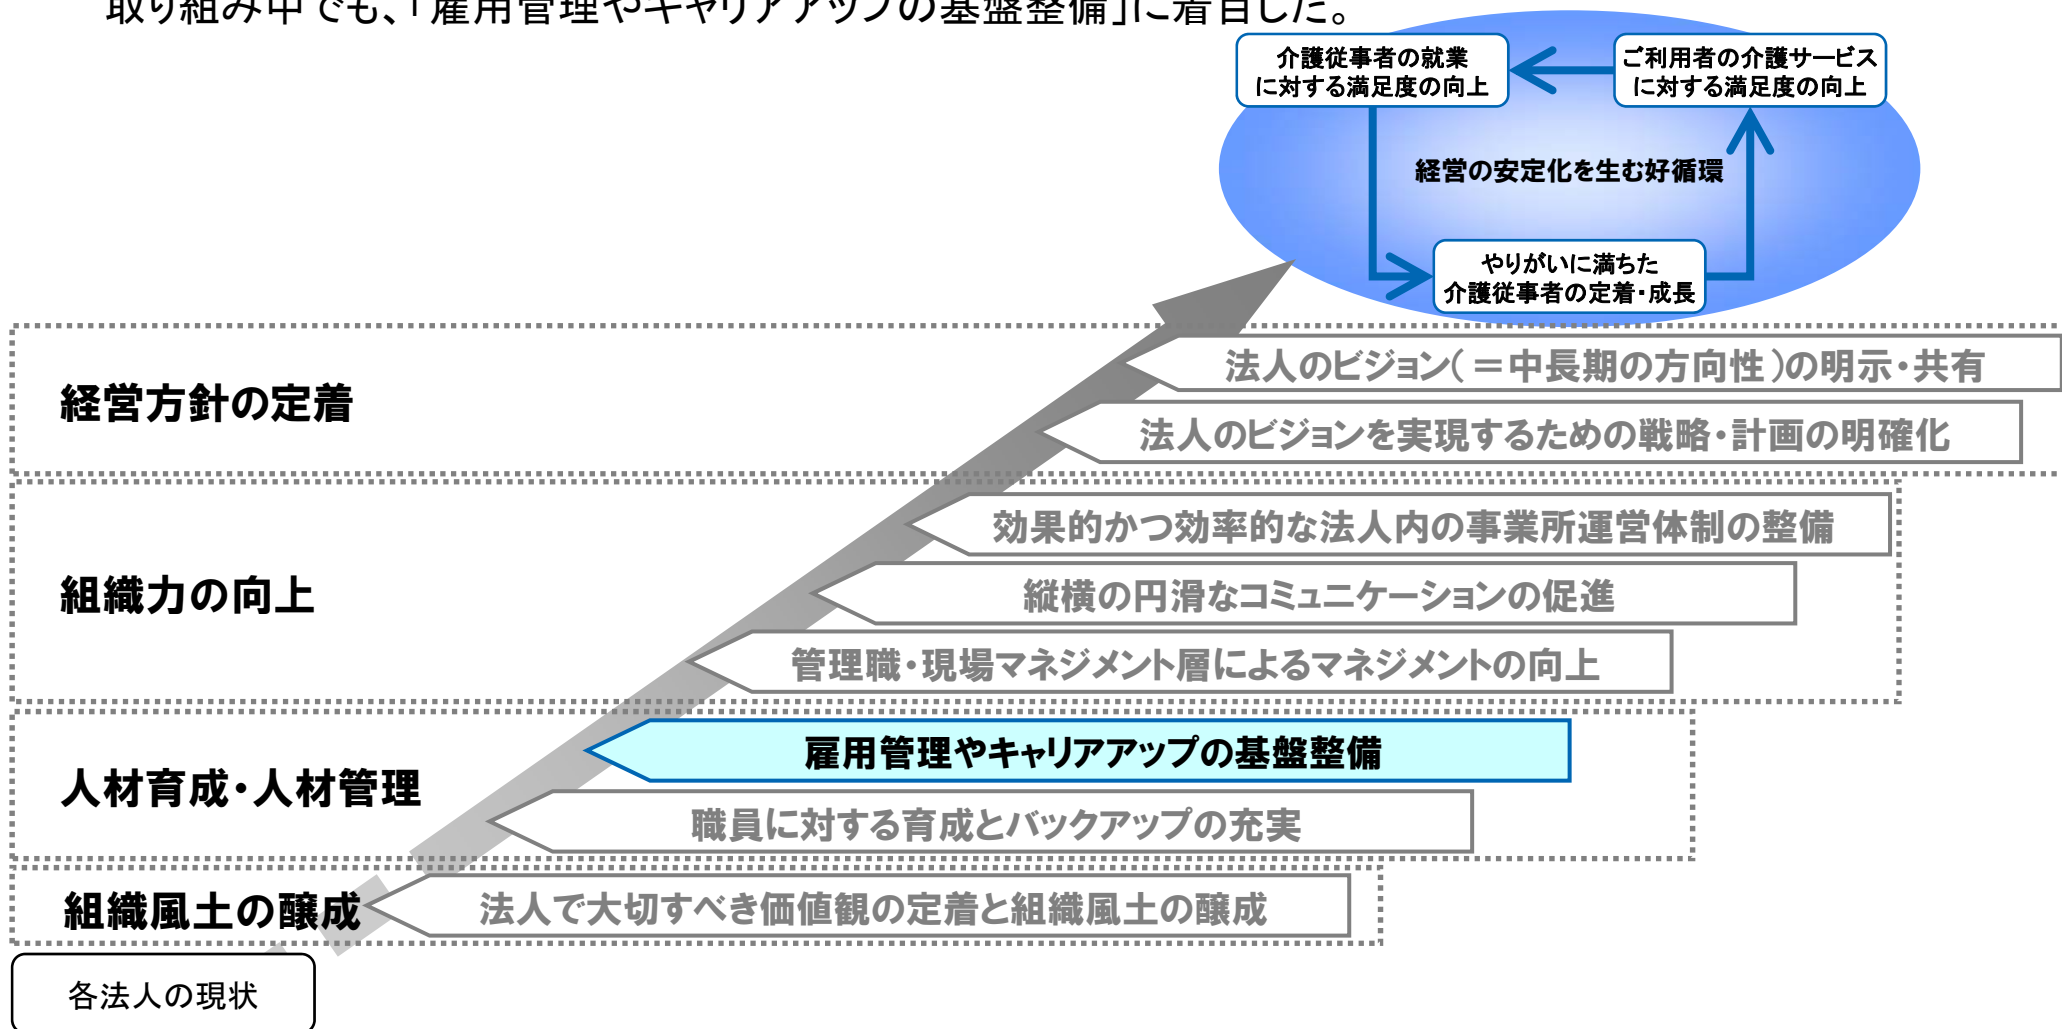 取り組み中でも、「雇用管理やキャリアアップの基盤整備」に着目した。
介護従事者の就業
に対する満足度の向上
ご利用者の介護サービス
に対する満足度の向上
経営の安定化を生む好循環
やりがいに満ちた
介護従事者の定着・成長
経営方針の定着
法人のビジョン(=中長期の方向性)の明示・共有
法人のビジョンを実現するための戦略・計画の明確化
組織力の向上
効果的かつ効率的な法人内の事業所運営体制の整備
縦横の円滑なコミュニケーションの促進
管理職・現場マネジメント層によるマネジメントの向上
人材育成・人材管理
雇用管理やキャリアアップの基盤整備
職員に対する育成とバックアップの充実
組織風土の醸成
法人で大切すべき価値観の定着と組織風土の醸成
各法人の現状